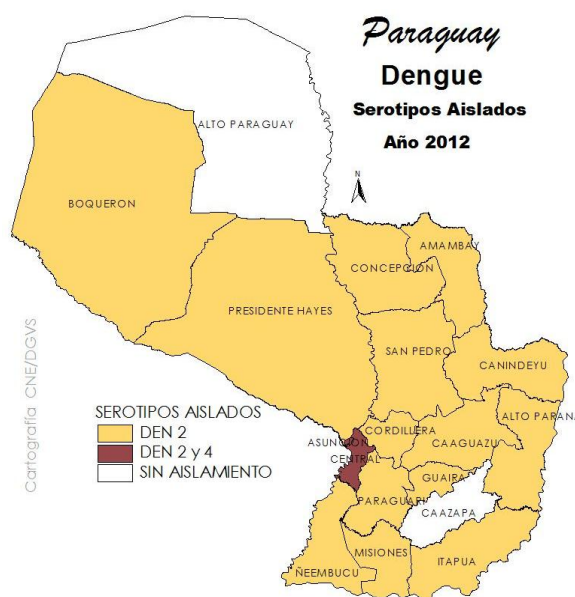 Paraguay
Dengue
Serotipos Aislados
Año 2012
N
ALTO PARAGUAY
BOQUERON
AMAMBAY
CONCEPCIÓN
PRESIDENTE HAYES
SAN PEDRO
CANINDEYU
ALTO PARANA
CORDILLERA
ASUNCION
CAAGUAZU
CENTRAL
GUAIRA
PARAGUARI
CAAZAPA
MISIONES
ITAPUA
ÑEEMBUCU
SEROTIPOS AISLADOS
DEN 2
DEN 2 y 4
SIN AISLAMIENTO
Cartografía CNE/DGVS